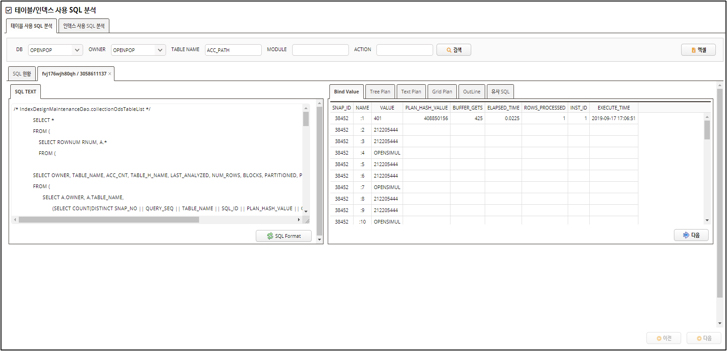 테이블/인덱스 사용 SQL 분석
테이블 사용 SQL 분석 인덱스 사용 SQL 분석
DB OPENPOP OWNER OPENPOP TABLE NAME ACC_PATH MODULE ACTION 검색 엑셀
SQL 현황 / 3058611137 ×
SQL TEXT
/* IndexDesignMaintenanceDao.collectionOdsTableList */
SELECT *
FROM (
SELECT ROWNUM RNUM, A.*
FROM (
SELECT OWNER, TABLE_NAME, ACC_CNT, TABLE_H_NAME, LAST_ANALYZED, NUM_ROWS, BLOCKS, PARTITIONED, P
FROM (
SELECT A.OWNER, A.TABLE_NAME,
(SELECT COUNT(DISTINCT SNAP_NO || QUERY_SEQ || TABLE_NAME || SQL_ID || PLAN_HASH_VALUE ||
SQL Format
Bind Value Tree Plan Text Plan Grid Plan OutLine 유사 SQL
SNAP_ID NAME VALUE PLAN_HASH_VALUE BUFFER_GETS ELAPSED_TIME ROWS_PROCESSED INST_ID EXECUTE_TIME
38452 :1 401 408850156 425 0.0225 1 1 2019-09-17 17:06:51
38452 :2 212205444
38452 :3 212205444
38452 :4 OPENSIMUL
38452 :5 212205444
38452 :6 212205444
38452 :7 OPENSIMUL
38452 :8 212205444
38452 :9 212205444
38452 :10 OPENSIMUL
다음
이전 다음